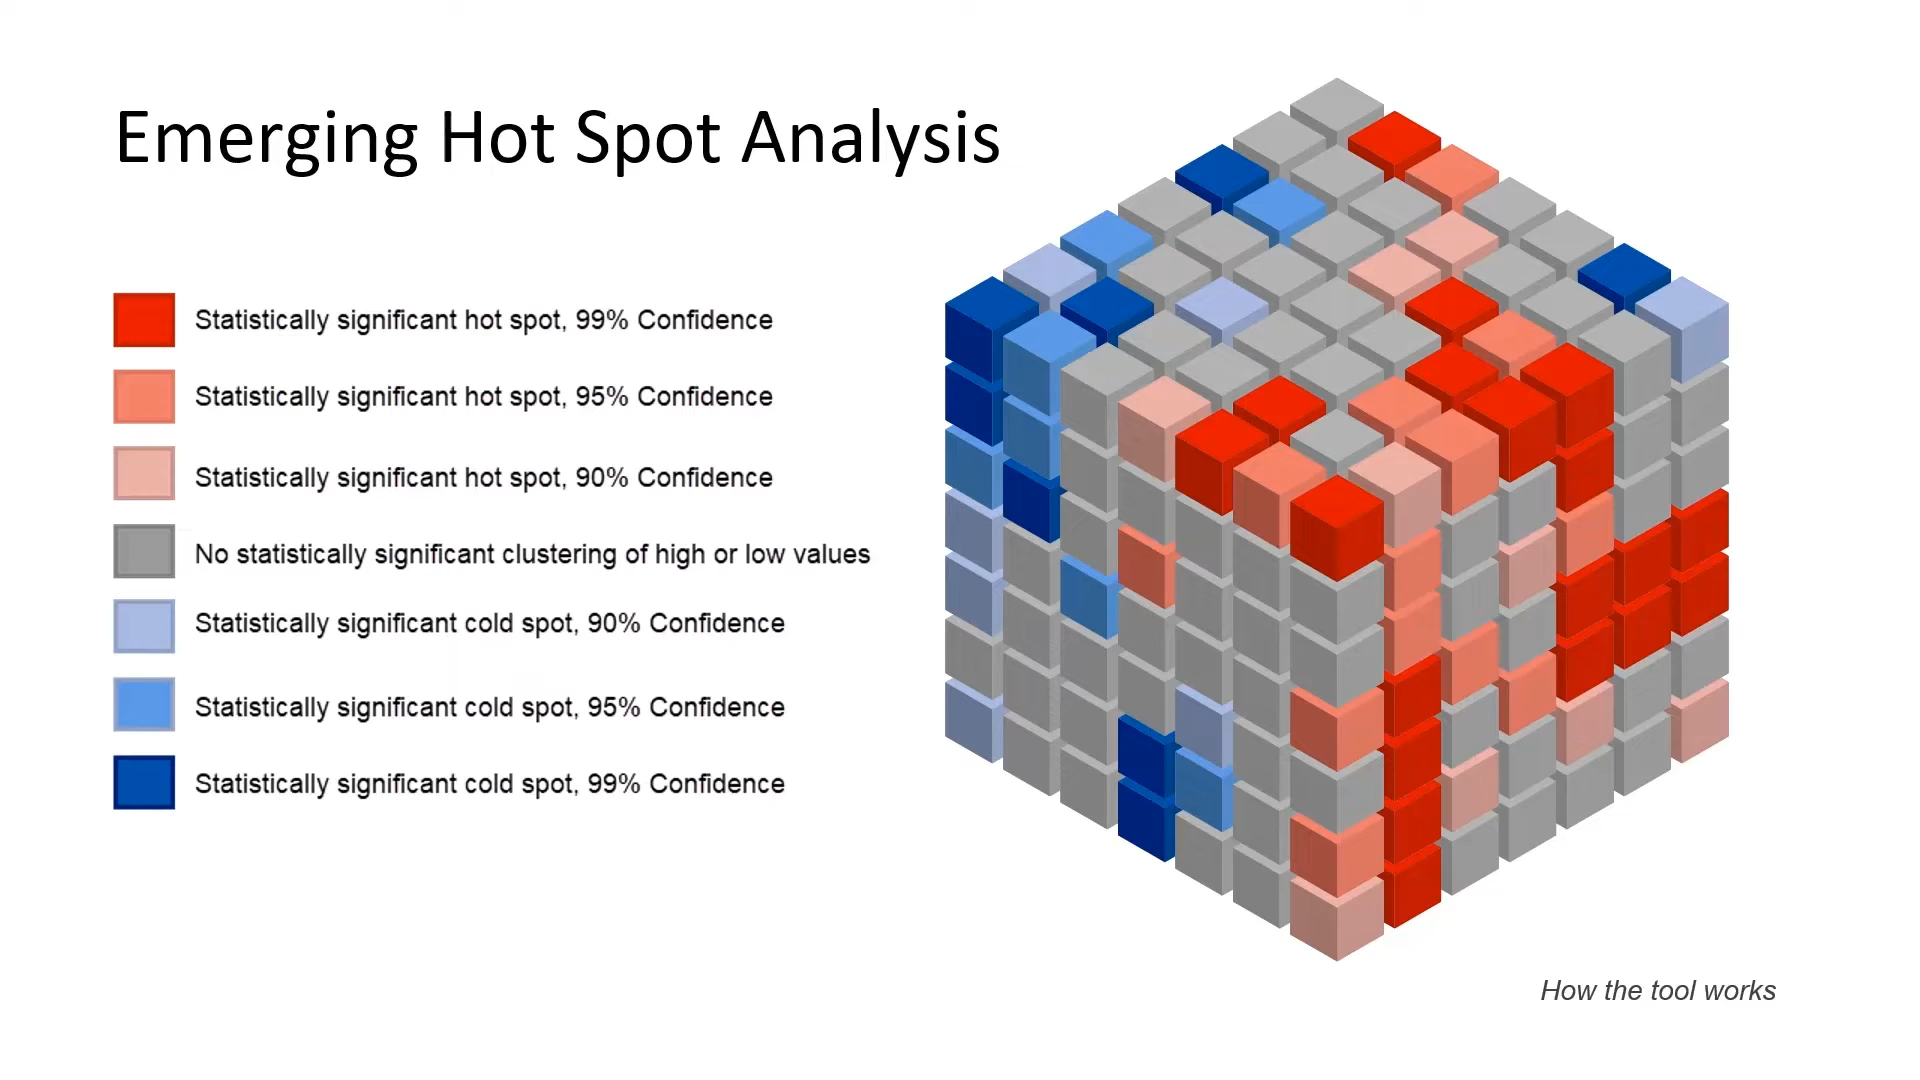 Emerging Hot Spot Analysis
Statistically significant hot spot, 99% Confidence
Statistically significant hot spot, 95% Confidence
Statistically significant hot spot, 90% Confidence
No statistically significant clustering of high or low values
Statistically significant cold spot, 90% Confidence
Statistically significant cold spot, 95% Confidence
Statistically significant cold spot, 99% Confidence
How the tool works